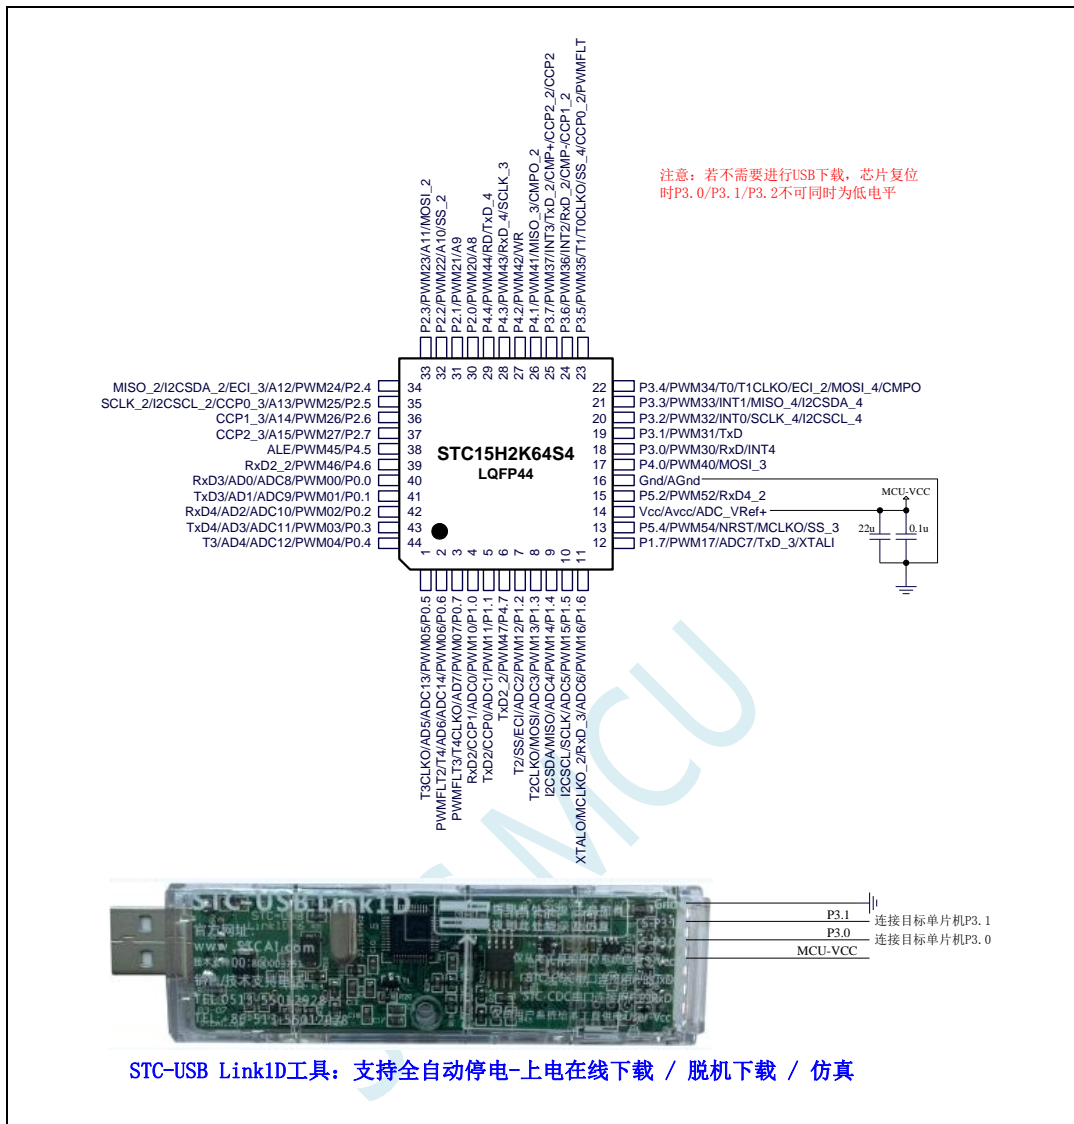 P2.3/PWM23/A11/MOSI_2
P2.2/PWM22/A10/SS_2
P2.1/PWM21/A9
P2.0/PWM20/A8
P4.4/PWM44/RD/TxD_4
P4.3/PWM43/RxD_4/SCLK_3
P4.2/PWM42/WR
P4.1/PWM41/MISO_3/CMPO_2
P3.7/PWM37/INT3/TxD_2/CMP+/CCP2_2/CCP2
P3.6/PWM36/INT2/RxD_2/CMP-/CCP1_2
P3.5/PWM35/T1/T0CLKO/SS_4/CCP0_2/PWMFLT
注意：若不需要进行USB下载，芯片复位
时P3.0/P3.1/P3.2不可同时为低电平
33 32 31 30 29 28 27 26 25 24 23
MISO_2/I2CSDA_2/ECI_3/A12/PWM24/P2.4 34
SCLK_2/I2CSCL_2/CCP0_3/A13/PWM25/P2.5 35
CCP1_3/A14/PWM26/P2.6 36
CCP2_3/A15/PWM27/P2.7 37
ALE/PWM45/P4.5 38
RxD2_2/PWM46/P4.6 39
RxD3/AD0/ADC8/PWM00/P0.0 40
TxD3/AD1/ADC9/PWM01/P0.1 41
RxD4/AD2/ADC10/PWM02/P0.2 42
TxD4/AD3/ADC11/PWM03/P0.3 43
T3/AD4/ADC12/PWM04/P0.4 44
STC15H2K64S4
LQFP44
22 P3.4/PWM34/T0/T1CLKO/ECI_2/MOSI_4/CMPO
21 P3.3/PWM33/INT1/MISO_4/I2CSDA_4
20 P3.2/PWM32/INT0/SCLK_4/I2CSCL_4
19 P3.1/PWM31/TxD
18 P3.0/PWM30/RxD/INT4
17 P4.0/PWM40/MOSI_3
16 Gnd/AGnd
15 P5.2/PWM52/RxD4_2
14 Vcc/Avcc/ADC_VRef+
13 P5.4/PWM54/NRST/MCLKO/SS_3
12 P1.7/PWM17/ADC7/TxD_3/XTALI
MCU-VCC
22u
0.1u
1 2 3 4 5 6 7 8 9 10 11
T3CLKO/AD5/ADC13/PWM05/P0.5
PWMFLT2/T4/AD6/ADC14/PWM06/P0.6
PWMFLT3/T4CLKO/AD7/PWM07/P0.7
RxD2/CCP1/ADC0/PWM10/P1.0
TxD2/CCP0/ADC1/PWM11/P1.1
TxD2_2/PWM47/P4.7
T2/SS/ECI/ADC2/PWM12/P1.2
T2CLKO/MOSI/ADC3/PWM13/P1.3
I2CSDA/MISO/ADC4/PWM14/P1.4
I2CSCL/SCLK/ADC5/PWM15/P1.5
XTALO/MCLKO_2/RxD_3/ADC6/PWM16/P1.6
MCU
STC-USB Link1D
官方网址:
www.STCAI.com
TEL:0513-55012928
Gnd
P3.1 连接目标单片机P3.1
P3.0 连接目标单片机P3.0
MCU-VCC
STC-USB Link1D工具：支持全自动停电-上电在线下载 / 脱机下载 / 仿真